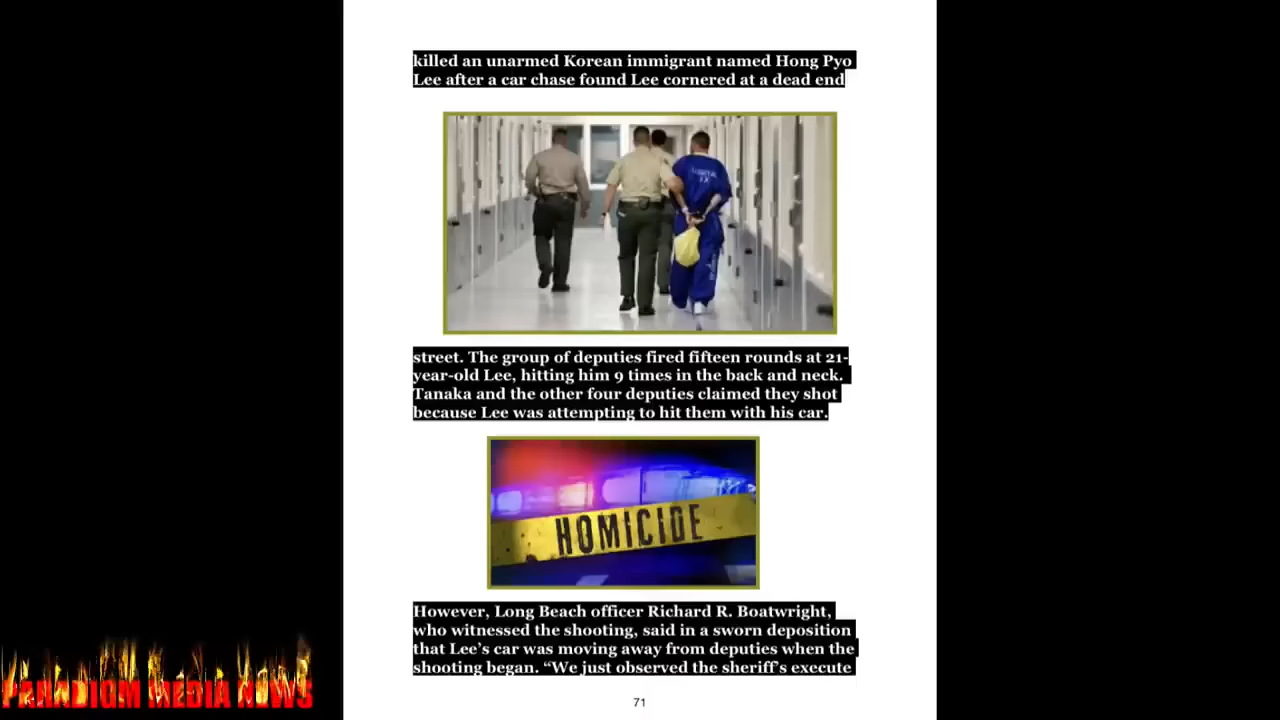 killed an unarmed Korean immigrant named Hong Pyo
Lee after a car chase found Lee cornered at a dead end
street. The group of deputies fired fifteen rounds at 21-
year-old Lee, hitting him 9 times in the back and neck.
Tanaka and the other four deputies claimed they shot
because Lee was attempting to hit them with his car.
HOMICIDE
However, Long Beach officer Richard R. Boatwright,
who witnessed the shooting, said in a sworn deposition
that Lee’s car was moving away from deputies when the
shooting began. “We just observed the sheriff’s execute
71
PARADIGM MEDIA NEWS